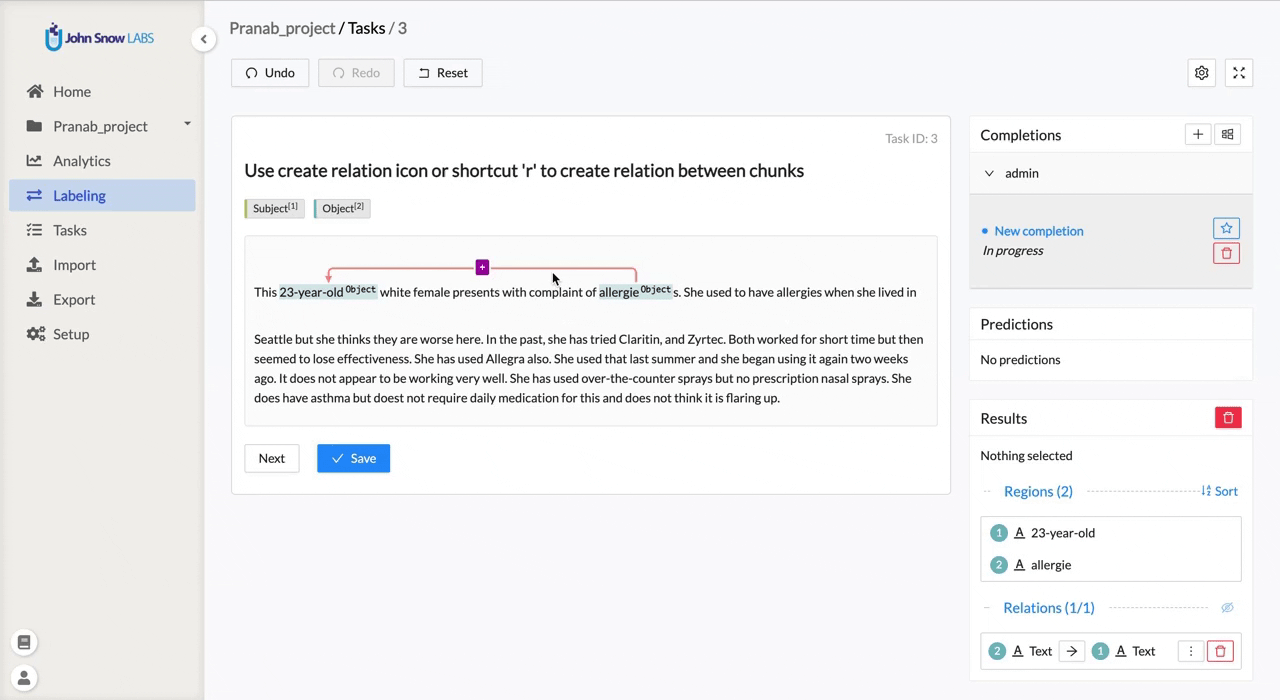 John Snow LABS
Pranab_project / Tasks / 3
Undo
Redo
Reset
Home
Pranab_project
Analytics
Labeling
Tasks
Import
Export
Setup
Task ID: 3
Use create relation icon or shortcut 'r' to create relation between chunks
Subject[1]
Object[2]
+
This 23-year-old Object white female presents with complaint of allergie Object s. She used to have allergies when she lived in
Seattle but she thinks they are worse here. In the past, she has tried Claritin, and Zyrtec. Both worked for short time but then
seemed to lose effectiveness. She has used Allegra also. She used that last summer and she began using it again two weeks
ago. It does not appear to be working very well. She has used over-the-counter sprays but no prescription nasal sprays. She
does have asthma but doest not require daily medication for this and does not think it is flaring up.
Next
Save
Completions
admin
New completion
In progress
Predictions
No predictions
Results
Nothing selected
Regions (2)
Sort
1 A 23-year-old
2 A allergie
Relations (1/1)
2 A Text → 1 A Text